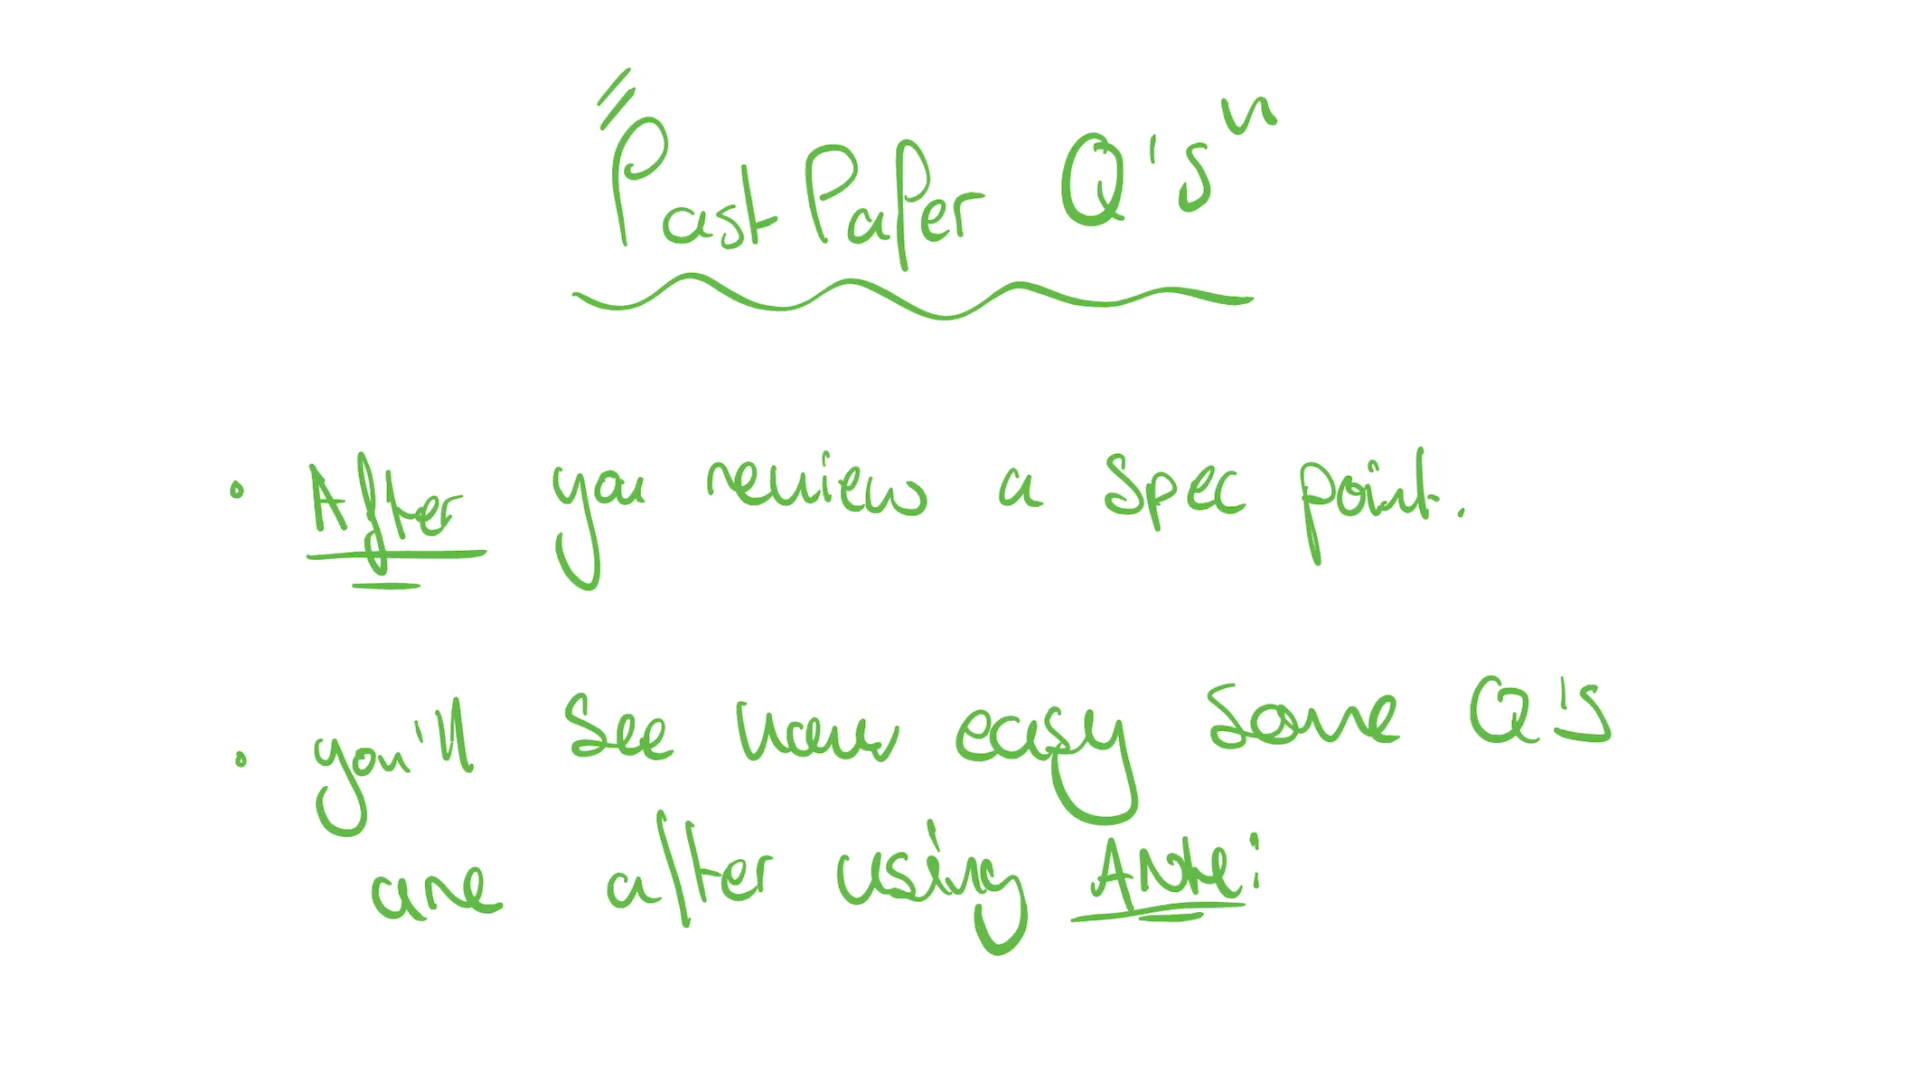 "Past Paper Q's"
• After you review a spec point.
• you'll see how easy some Q's
are after using Anki